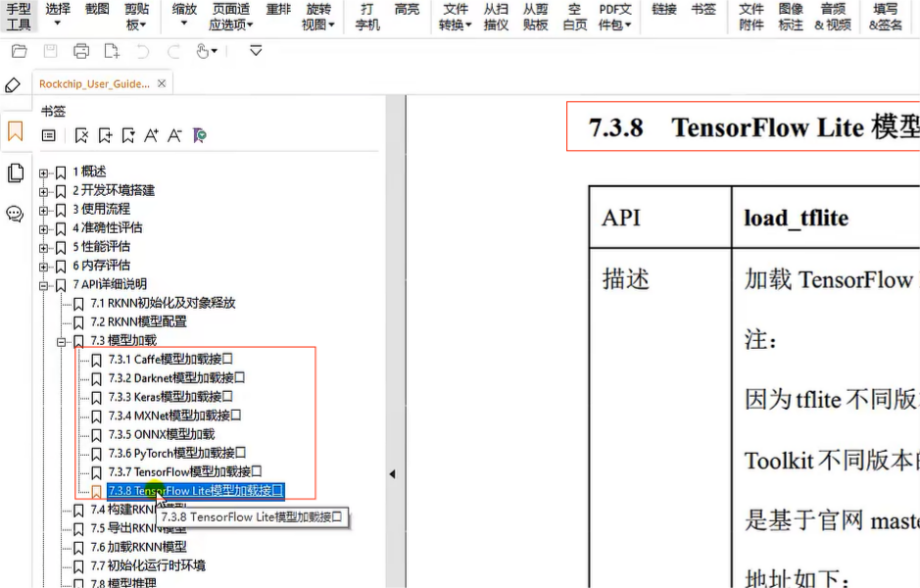 手型 选择 截图 剪贴 缩放 页面适 重排 旋转 打 高亮 文件 从扫 从剪 空 PDF文 链接 书签 文件 图像 音频 填写
工具 板 应选项 视图 字机 转换 描仪 贴板 白页 件包 附件 标注 & 视频 &签名
Rockchip_User_Guide...
书签
1 概述
2 开发环境搭建
3 使用流程
4 准确性评估
5 性能评估
6 内存评估
7 API详细说明
7.1 RKNN初始化及对象释放
7.2 RKNN模型配置
7.3 模型加载
7.3.1 Caffe模型加载接口
7.3.2 Darknet模型加载接口
7.3.3 Keras模型加载接口
7.3.4 MXNet模型加载接口
7.3.5 ONNX模型加载
7.3.6 PyTorch模型加载接口
7.3.7 TensorFlow模型加载接口
7.3.8 TensorFlow Lite模型加载接口
7.4 构建RKNN模型
7.3.8 TensorFlow Lite模型加载接口
7.5 导出RKNN模型
7.6 加载RKNN模型
7.7 初始化运行时环境
7.8 模型推理
7.3.8 TensorFlow Lite 模型
API load_tflite
描述 加载 TensorFlow
注：
因为 tflite 不同版
Toolkit 不同版本的
是基于官网 maste
地址如下：